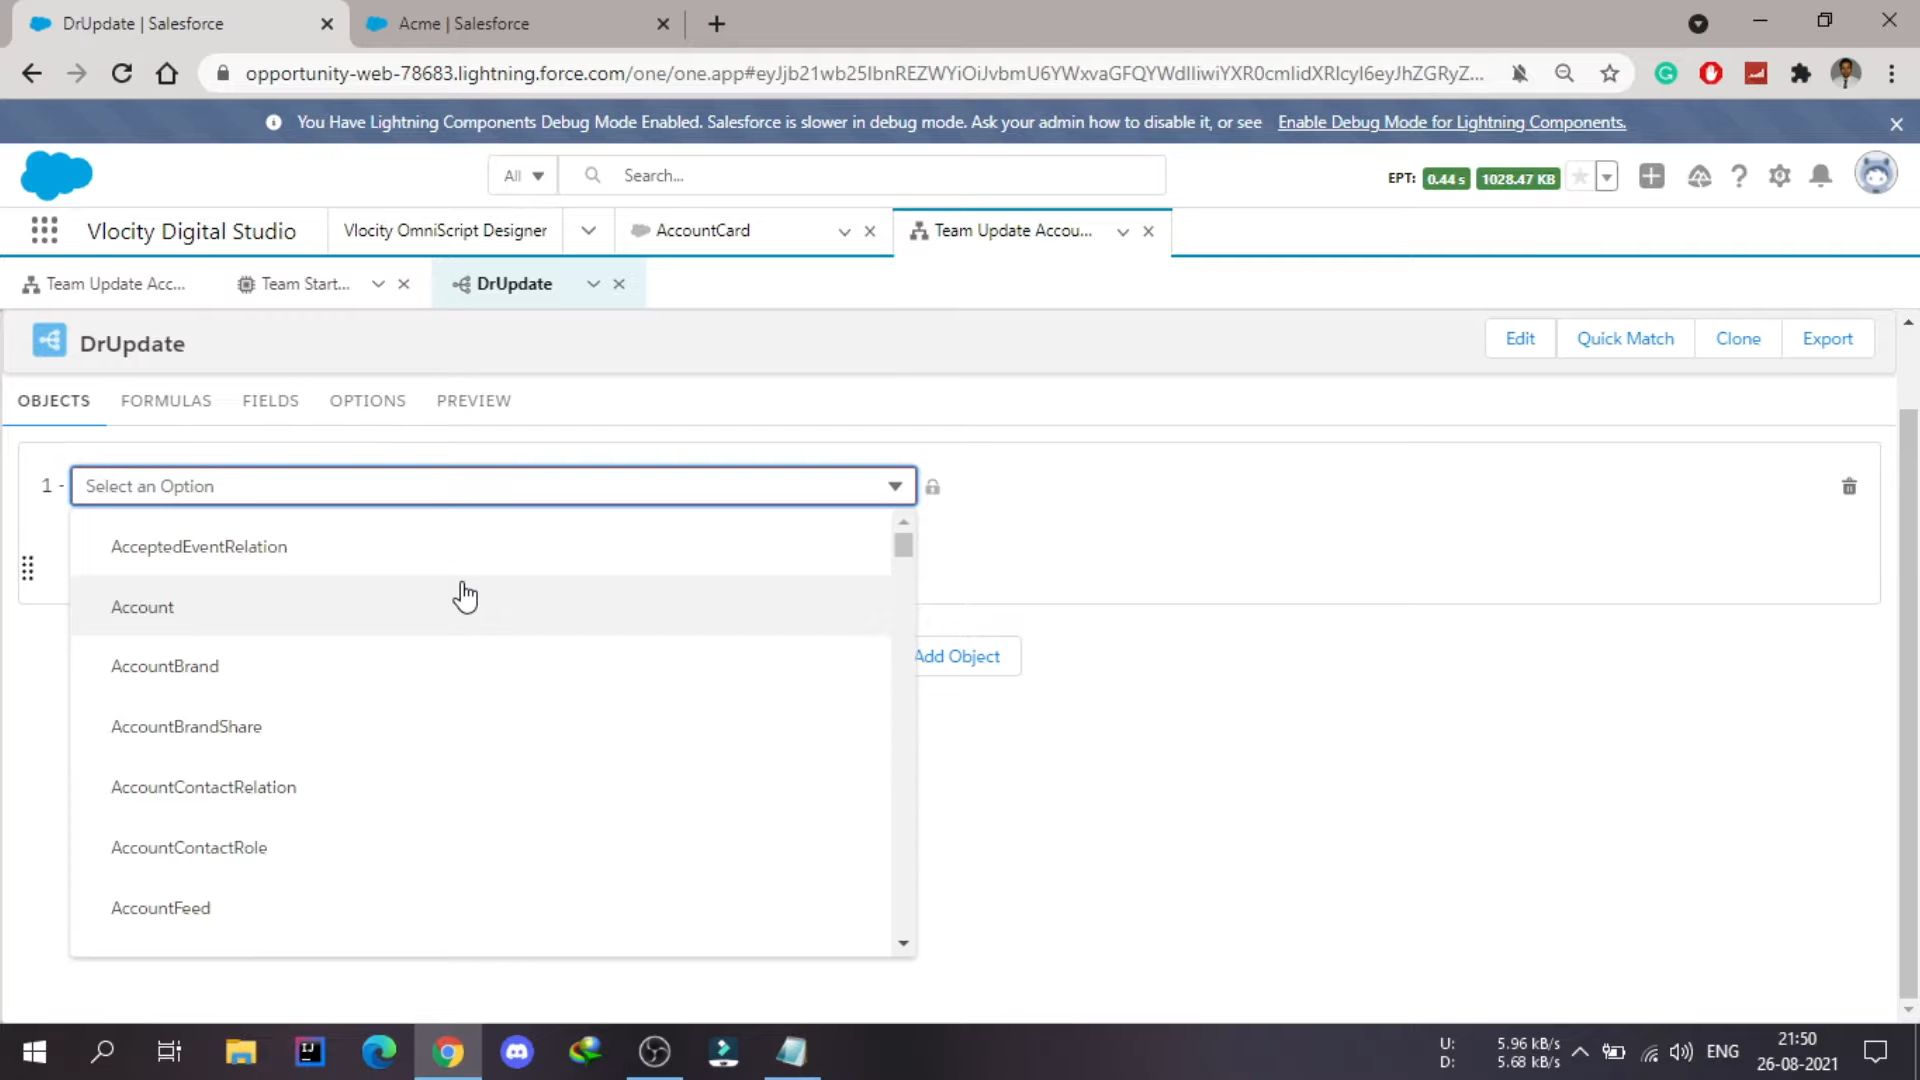 DrUpdate | Salesforce
Acme | Salesforce
opportunity-web-78683.lightning.force.com/one/one.app#eyJjb21wb25lbnREZWYiOiJvbmU6YWxvaGFQYWdlIiwiYXR0cmlidXRlcyI6eyJhZGRyZ...
You Have Lightning Components Debug Mode Enabled. Salesforce is slower in debug mode. Ask your admin how to disable it, or see Enable Debug Mode for Lightning Components.
All
Search...
EPT: 0.44 s 1028.47 KB
Vlocity Digital Studio
Vlocity OmniScript Designer
AccountCard
Team Update Accou...
Team Update Acc...
Team Start...
DrUpdate
DrUpdate
Edit
Quick Match
Clone
Export
OBJECTS
FORMULAS
FIELDS
OPTIONS
PREVIEW
1 -
Select an Option
AcceptedEventRelation
Account
AccountBrand
Add Object
AccountBrandShare
AccountContactRelation
AccountContactRole
AccountFeed
U: 5.96 kB/s
D: 5.68 kB/s
ENG
21:50
26-08-2021